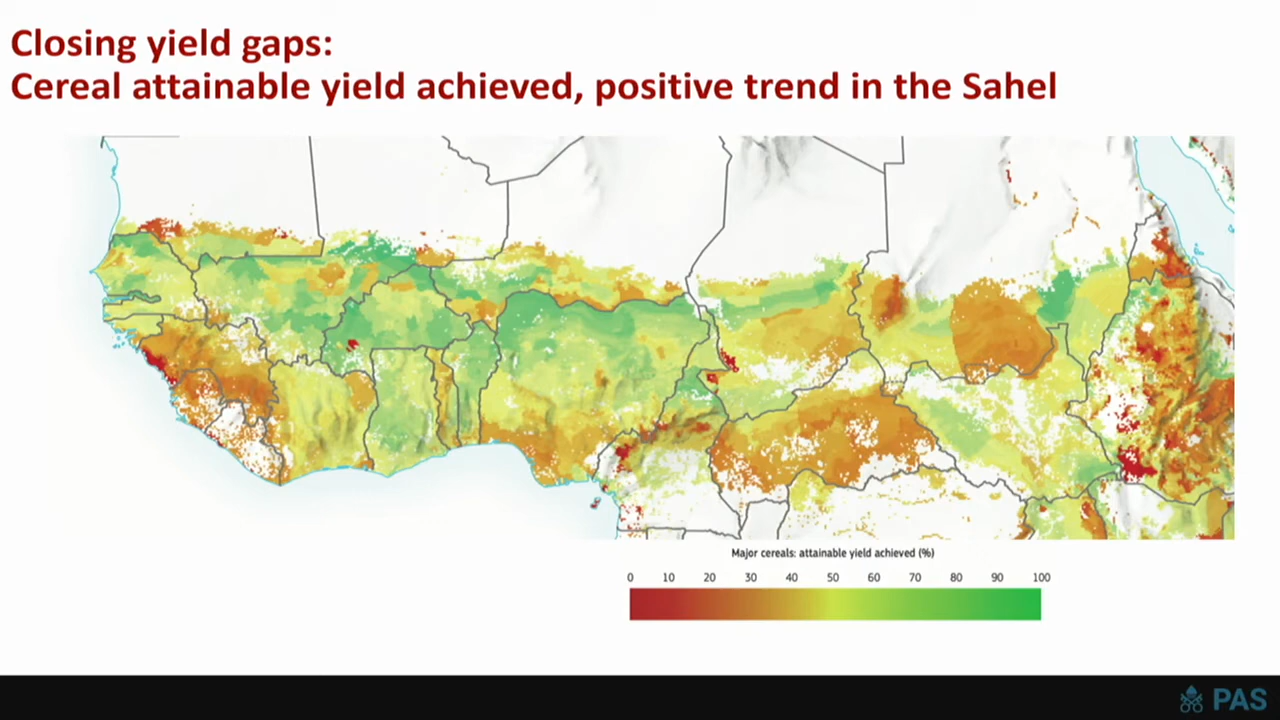 Closing yield gaps:
Cereal attainable yield achieved, positive trend in the Sahel
Major cereals: attainable yield achieved (%)
0 10 20 30 40 50 60 70 80 90 100
PAS